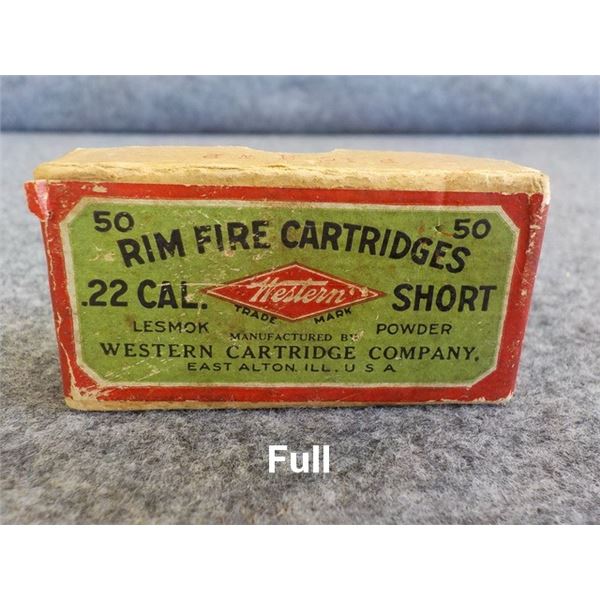 50 50
RIM FIRE CARTRIDGES
.22 CAL. Western SHORT
TRADE MARK
LESMOK POWDER
MANUFACTURED BY
WESTERN CARTRIDGE COMPANY,
EAST ALTON, ILL., U.S.A.
Full